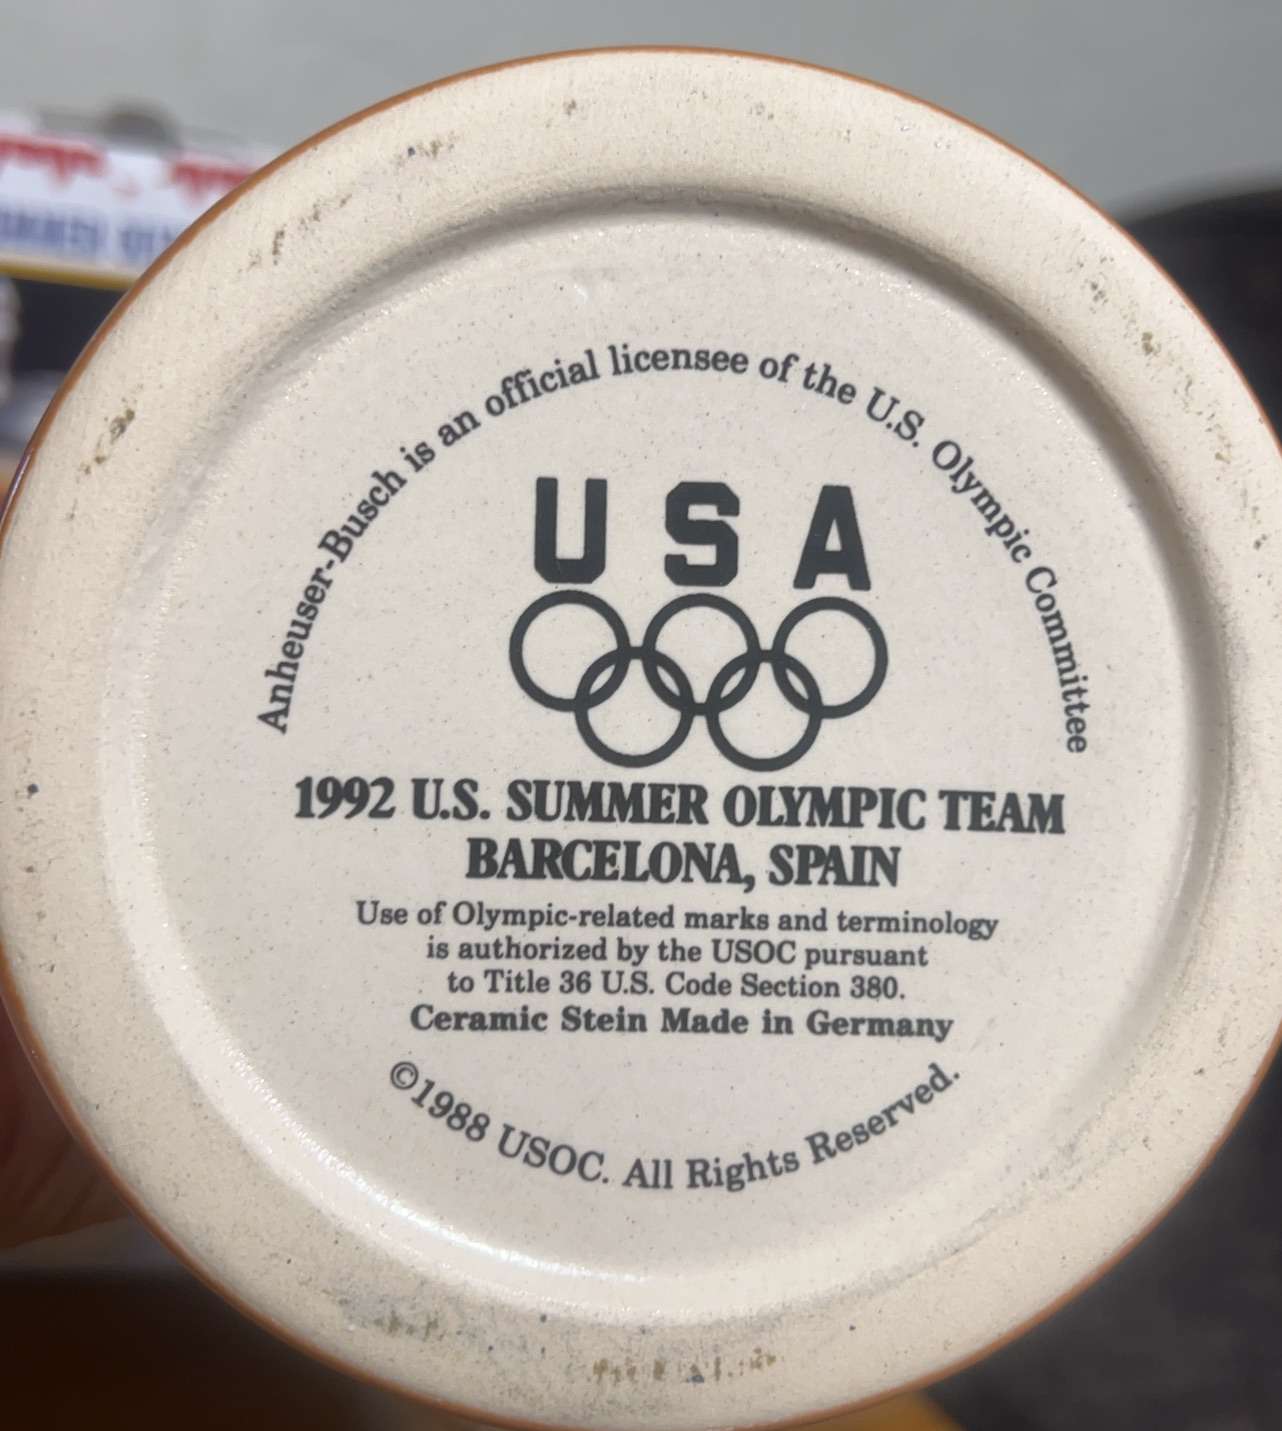 Anheuser-Busch is an official licensee of the U.S. Olympic Committee
USA
1992 U.S. SUMMER OLYMPIC TEAM
BARCELONA, SPAIN
Use of Olympic-related marks and terminology
is authorized by the USOC pursuant
to Title 36 U.S. Code Section 380.
Ceramic Stein Made in Germany
©1988 USOC. All Rights Reserved.